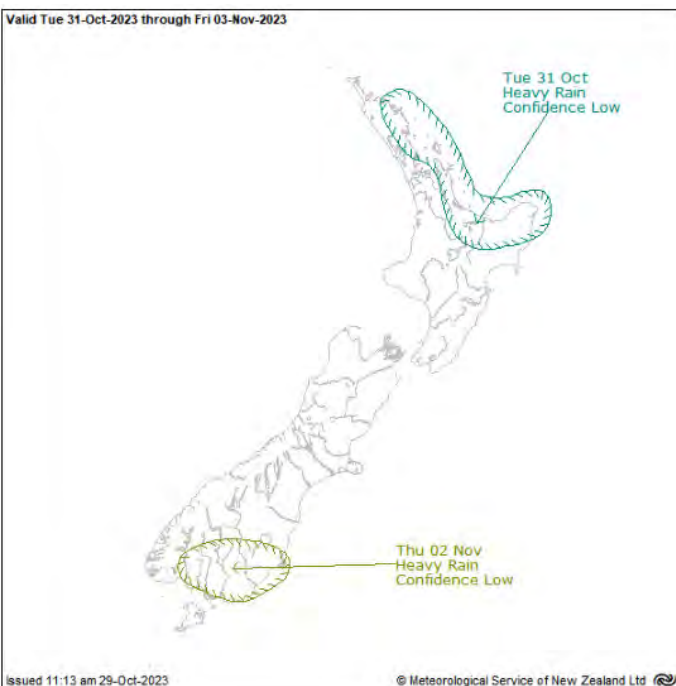 Valid Tue 31-Oct-2023 through Fri 03-Nov-2023
Tue 31 Oct
Heavy Rain
Confidence Low
Thu 02 Nov
Heavy Rain
Confidence Low
Issued 11:13 am 29-Oct-2023
© Meteorological Service of New Zealand Ltd